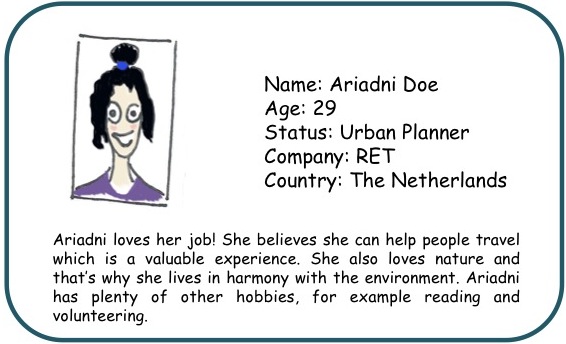 Name: Ariadni Doe
Age: 29
Status: Urban Planner
Company: RET
Country: The Netherlands
Ariadni loves her job! She believes she can help people travel
which is a valuable experience. She also loves nature and
that's why she lives in harmony with the environment. Ariadni
has plenty of other hobbies, for example reading and
volunteering.